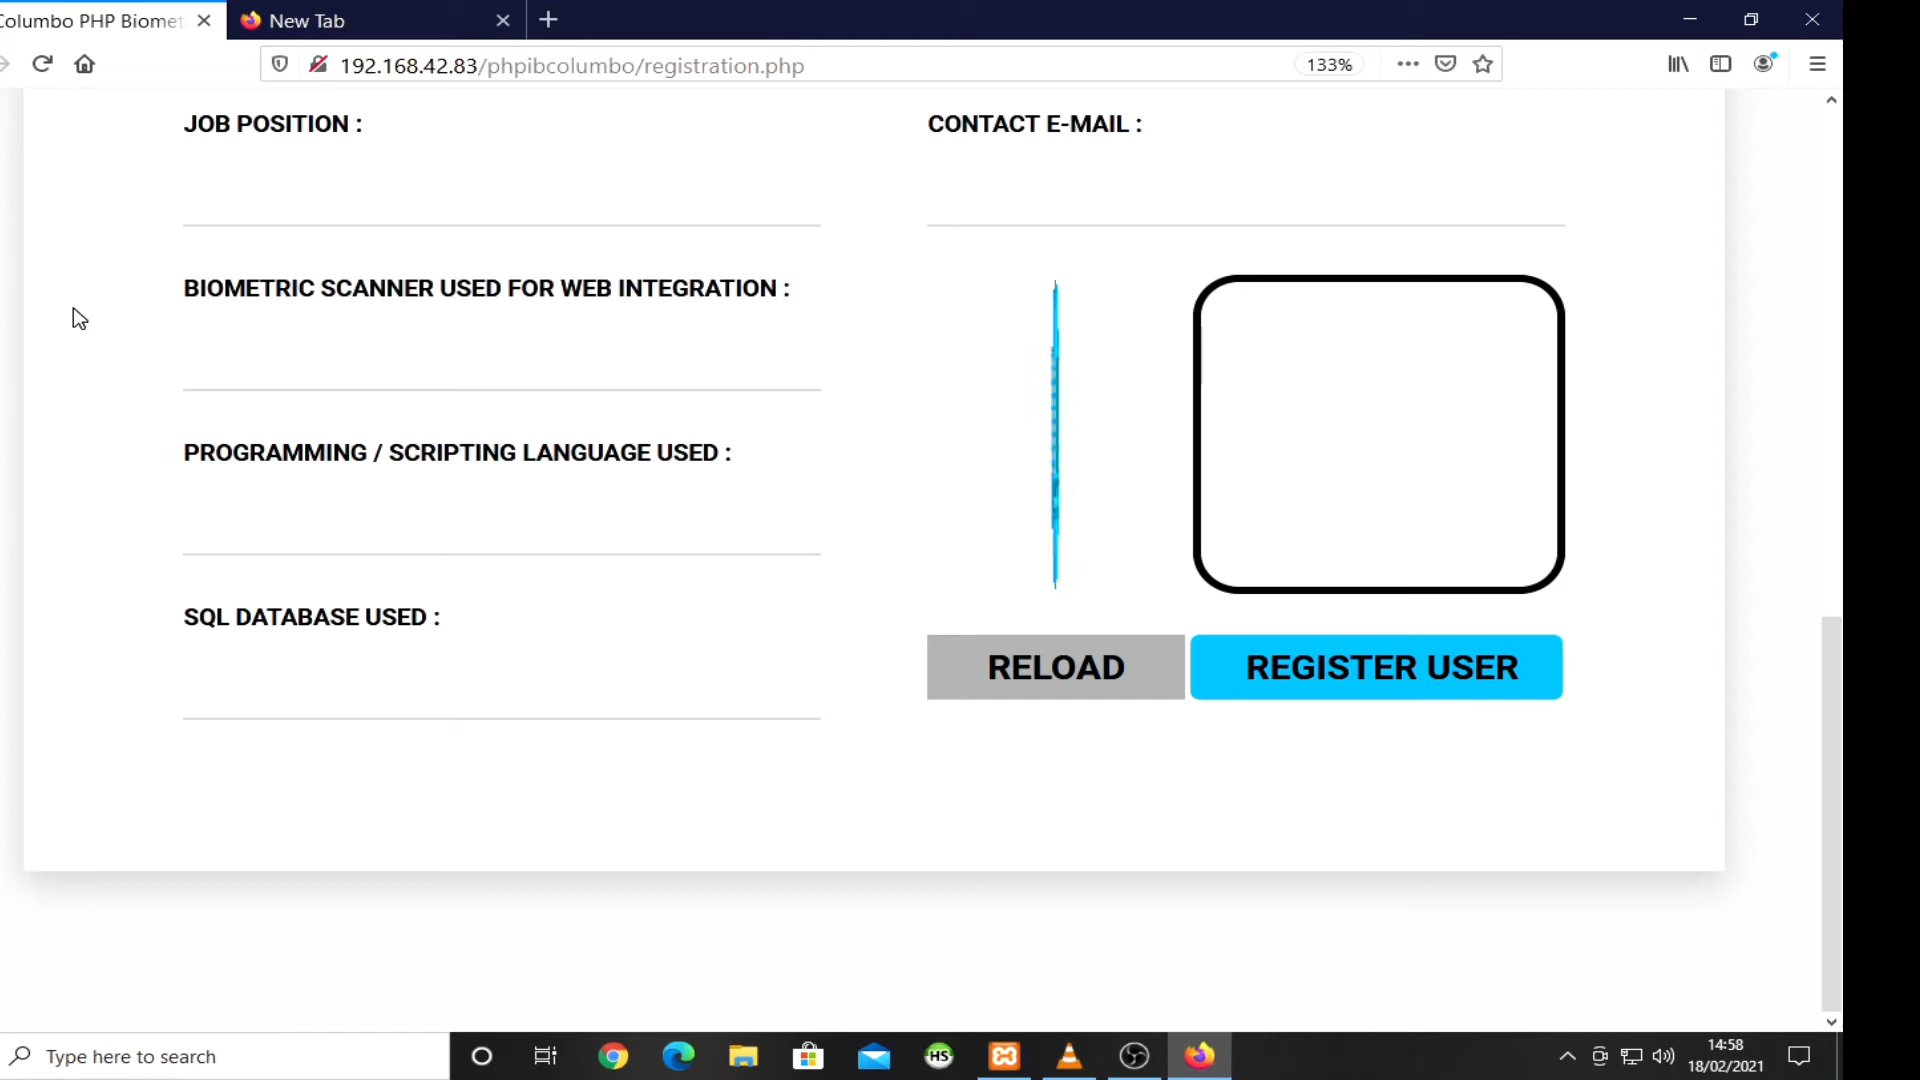 Columbo PHP Biomet
New Tab
192.168.42.83/phpibcolumbo/registration.php
133%
JOB POSITION :
CONTACT E-MAIL :
BIOMETRIC SCANNER USED FOR WEB INTEGRATION :
PROGRAMMING / SCRIPTING LANGUAGE USED :
SQL DATABASE USED :
RELOAD
REGISTER USER
Type here to search
HS
14:58
18/02/2021